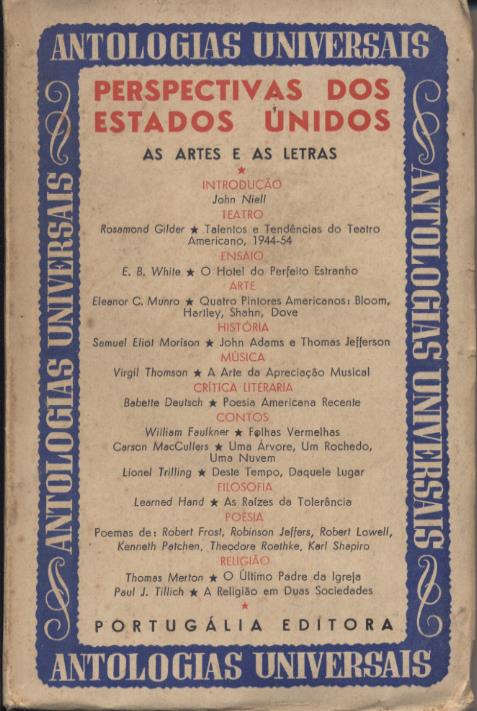 ANTOLOGIAS UNIVERSAIS
ANTOLOGIAS UNIVERSAIS
ANTOLOGIAS UNIVERSAIS
PERSPECTIVAS DOS
ESTADOS UNIDOS
AS ARTES E AS LETRAS
★
INTRODUÇÃO
John Niell
TEATRO
Rosamond Gilder ★ Talentos e Tendências do Teatro
Americano, 1944-54
ENSAIO
E. B. White ★ O Hotel do Perfeito Estranho
ARTE
Eleanor C. Munro ★ Quatro Pintores Americanos: Bloom,
Hartley, Shahn, Dove
HISTÓRIA
Samuel Eliot Morison ★ John Adams e Thomas Jefferson
MÚSICA
Virgil Thomson ★ A Arte da Apreciação Musical
CRÍTICA LITERARIA
Babette Deutsch ★ Poesia Americana Recente
CONTOS
William Faulkner ★ Folhas Vermelhas
Carson MacCullers ★ Uma Árvore, Um Rochedo,
Uma Nuvem
Lionel Trilling ★ Deste Tempo, Daquele Lugar
FILOSOFIA
Learned Hand ★ As Raízes da Tolerância
POESIA
Poemas de: Robert Frost, Robinson Jeffers, Robert Lowell,
Kenneth Patchen, Theodore Roethke, Karl Shapiro
RELIGIÃO
Thomas Merton ★ O Último Padre da Igreja
Paul J. Tillich ★ A Religião em Duas Sociedades
★
PORTUGÁLIA EDITORA
ANTOLOGIAS UNIVERSAIS